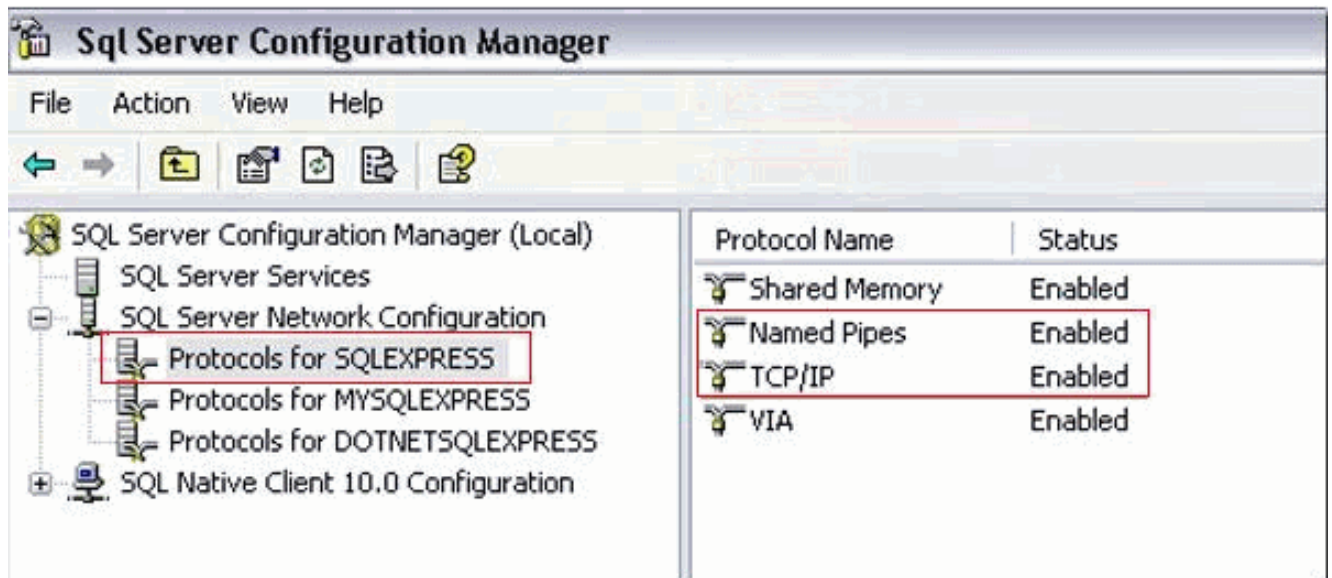 Sql Server Configuration Manager
File Action View Help
SQL Server Configuration Manager (Local)
SQL Server Services
SQL Server Network Configuration
Protocols for SQLEXPRESS
Protocols for MYSQLEXPRESS
Protocols for DOTNETSQLEXPRESS
SQL Native Client 10.0 Configuration
Protocol Name Status
Shared Memory Enabled
Named Pipes Enabled
TCP/IP Enabled
VIA Enabled